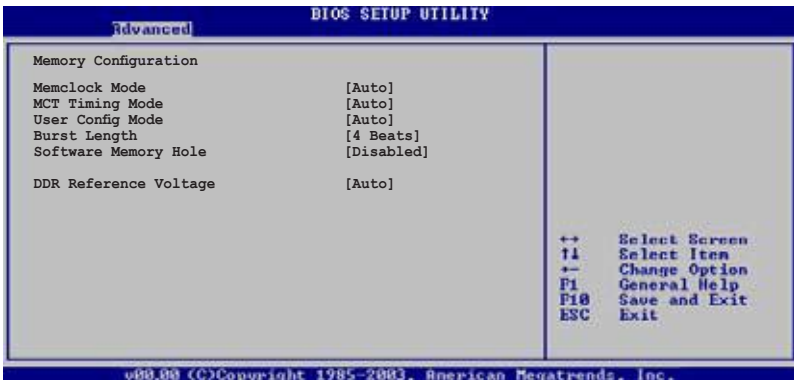 BIOS SETUP UTILITY
Advanced
Memory Configuration
Memclock Mode [Auto]
MCT Timing Mode [Auto]
User Config Mode [Auto]
Burst Length [4 Beats]
Software Memory Hole [Disabled]
DDR Reference Voltage [Auto]
←→ Select Screen
↑↓ Select Item
+- Change Option
F1 General Help
F10 Save and Exit
ESC Exit
v00.00 (C)Copyright 1985-2003, American Megatrends, Inc.